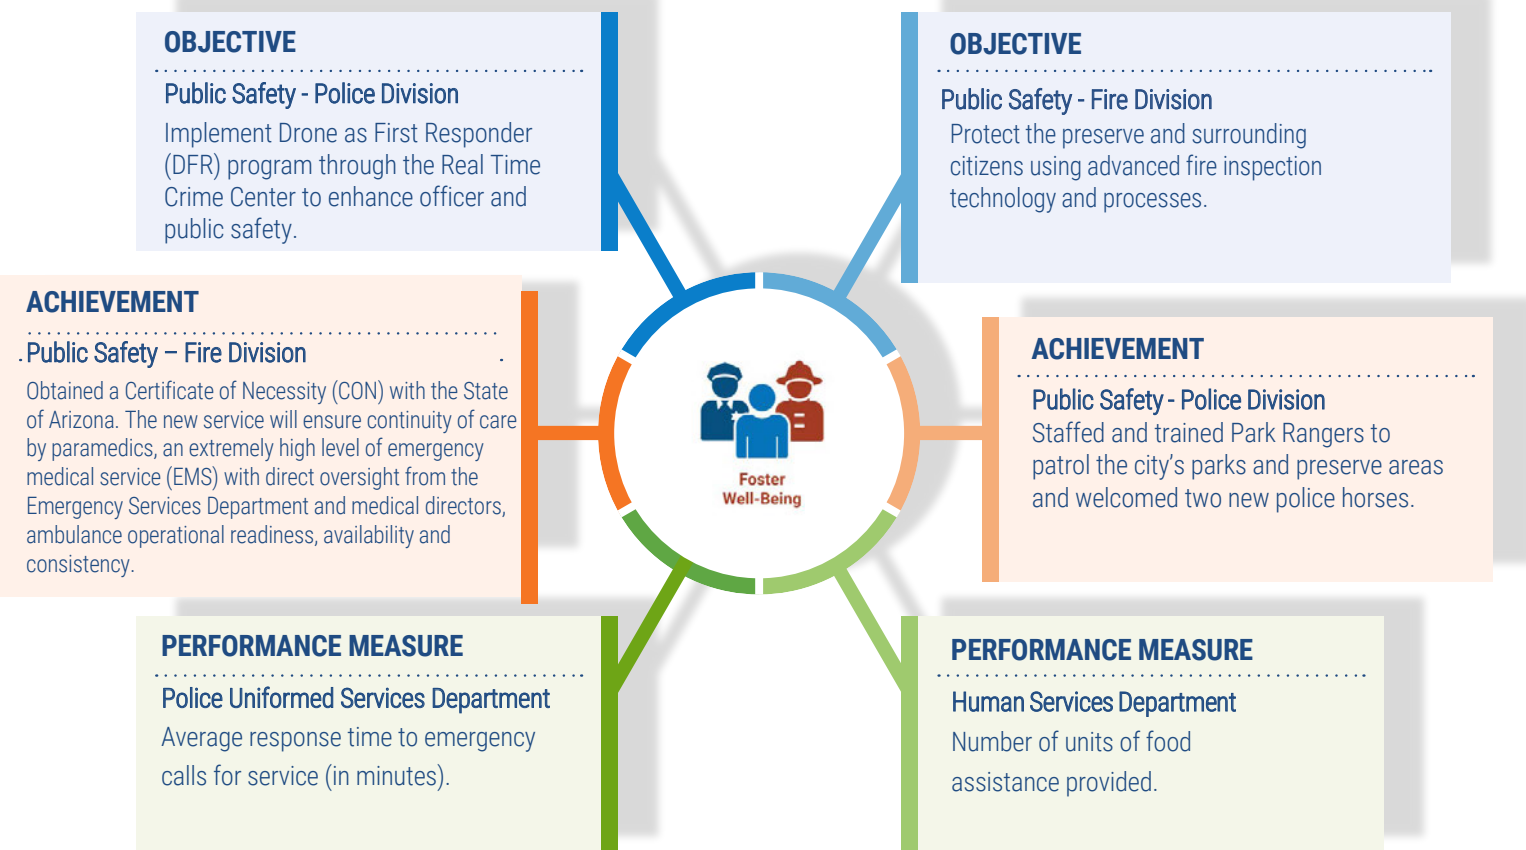 OBJECTIVE
Public Safety - Police Division
Implement Drone as First Responder
(DFR) program through the Real Time
Crime Center to enhance officer and
public safety.
OBJECTIVE
Public Safety - Fire Division
Protect the preserve and surrounding
citizens using advanced fire inspection
technology and processes.
ACHIEVEMENT
Public Safety – Fire Division
Obtained a Certificate of Necessity (CON) with the State
of Arizona. The new service will ensure continuity of care
by paramedics, an extremely high level of emergency
medical service (EMS) with direct oversight from the
Emergency Services Department and medical directors,
ambulance operational readiness, availability and
consistency.
Foster
Well-Being
ACHIEVEMENT
Public Safety - Police Division
Staffed and trained Park Rangers to
patrol the city's parks and preserve areas
and welcomed two new police horses.
PERFORMANCE MEASURE
Police Uniformed Services Department
Average response time to emergency
calls for service (in minutes).
PERFORMANCE MEASURE
Human Services Department
Number of units of food
assistance provided.